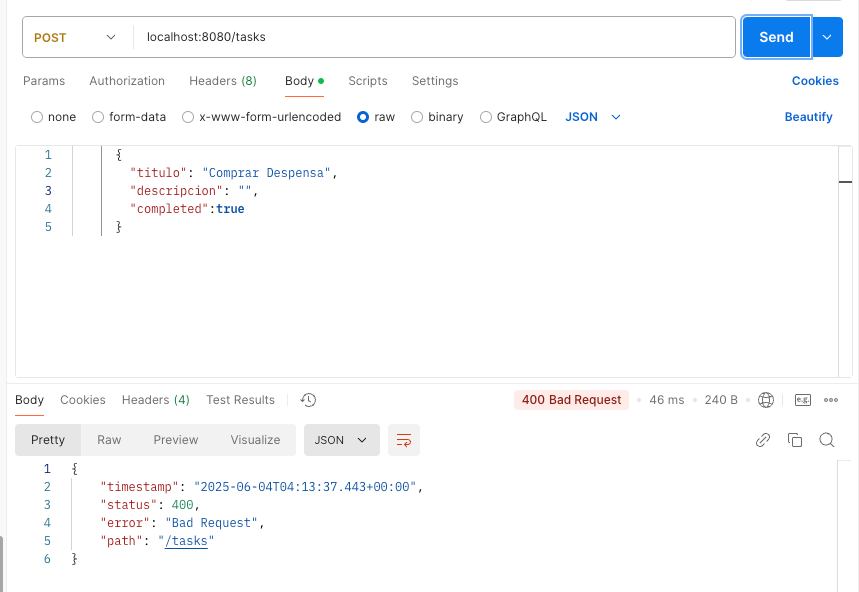 POST localhost:8080/tasks Send
Params Authorization Headers (8) Body Scripts Settings Cookies
none form-data x-www-form-urlencoded raw binary GraphQL JSON Beautify
1 {
2 "titulo": "Comprar Despensa",
3 "descripcion": "",
4 "completed":true
5 }
Body Cookies Headers (4) Test Results 400 Bad Request 46 ms 240 B e.g.
Pretty Raw Preview Visualize JSON
1 {
2 "timestamp": "2025-06-04T04:13:37.443+00:00",
3 "status": 400,
4 "error": "Bad Request",
5 "path": "/tasks"
6 }